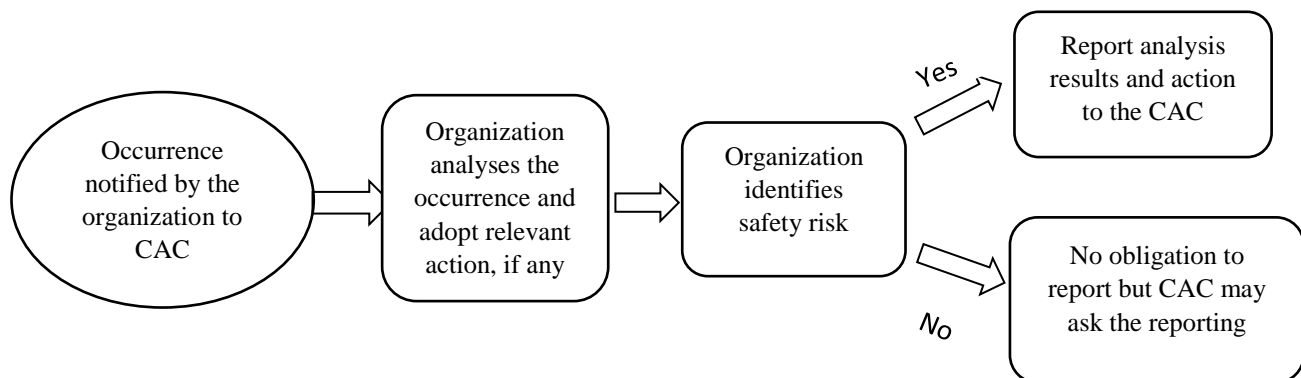 Occurrence
notified by the
organization to
CAC
Organization
analyses the
occurrence and
adopt relevant
action, if any
Organization
identifies
safety risk
Yes
Report analysis
results and action
to the CAC
No
No obligation to
report but CAC may
ask the reporting